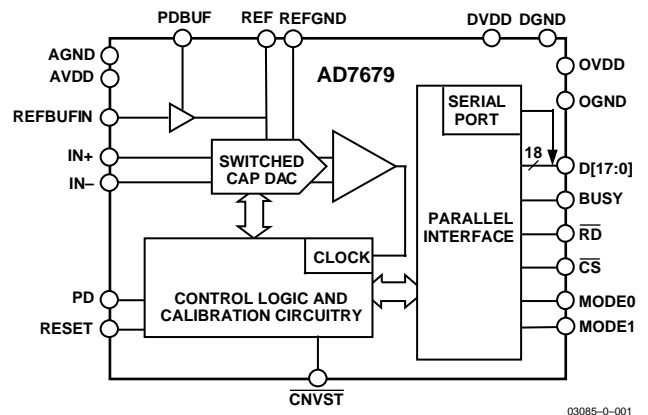 PDBUF
REF
REFGND
DVDD
DGND
AGND
AVDD
AD7679
OVDD
OGND
REFBUFIN
SERIAL
PORT
IN+
IN–
SWITCHED
CAP DAC
18
D[17:0]
BUSY
PARALLEL
INTERFACE
RD
CS
CLOCK
CONTROL LOGIC AND
CALIBRATION CIRCUITRY
PD
RESET
MODE0
MODE1
CNVST
03085–0–001